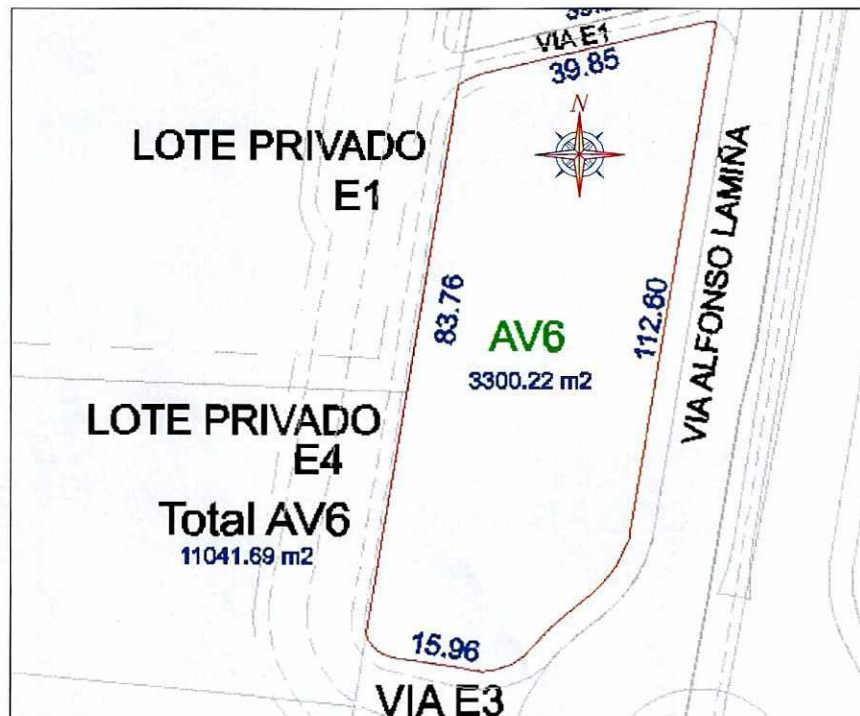 VIA E1
39.85
N
LOTE PRIVADO
E1
VIA ALFONSO LAMIÑA
83.76
112.60
AV6
3300.22 m2
LOTE PRIVADO
E4
Total AV6
11041.69 m2
15.96
VIA E3